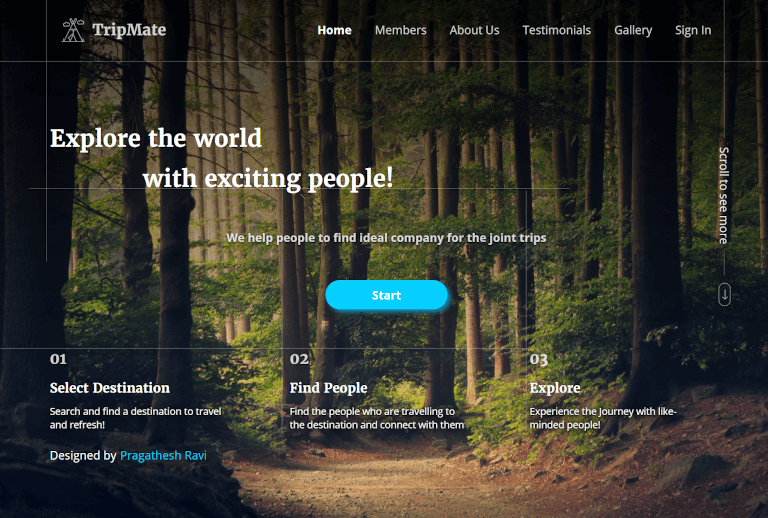 TripMate
Home Members About Us Testimonials Gallery Sign In
Explore the world
with exciting people!
Scroll to see more
We help people to find ideal company for the joint trips
Start
01
Select Destination
Search and find a destination to travel
and refresh!
02
Find People
Find the people who are travelling to
the destination and connect with them
03
Explore
Experience the Journey with like-
minded people!
Designed by Pragathesh Ravi